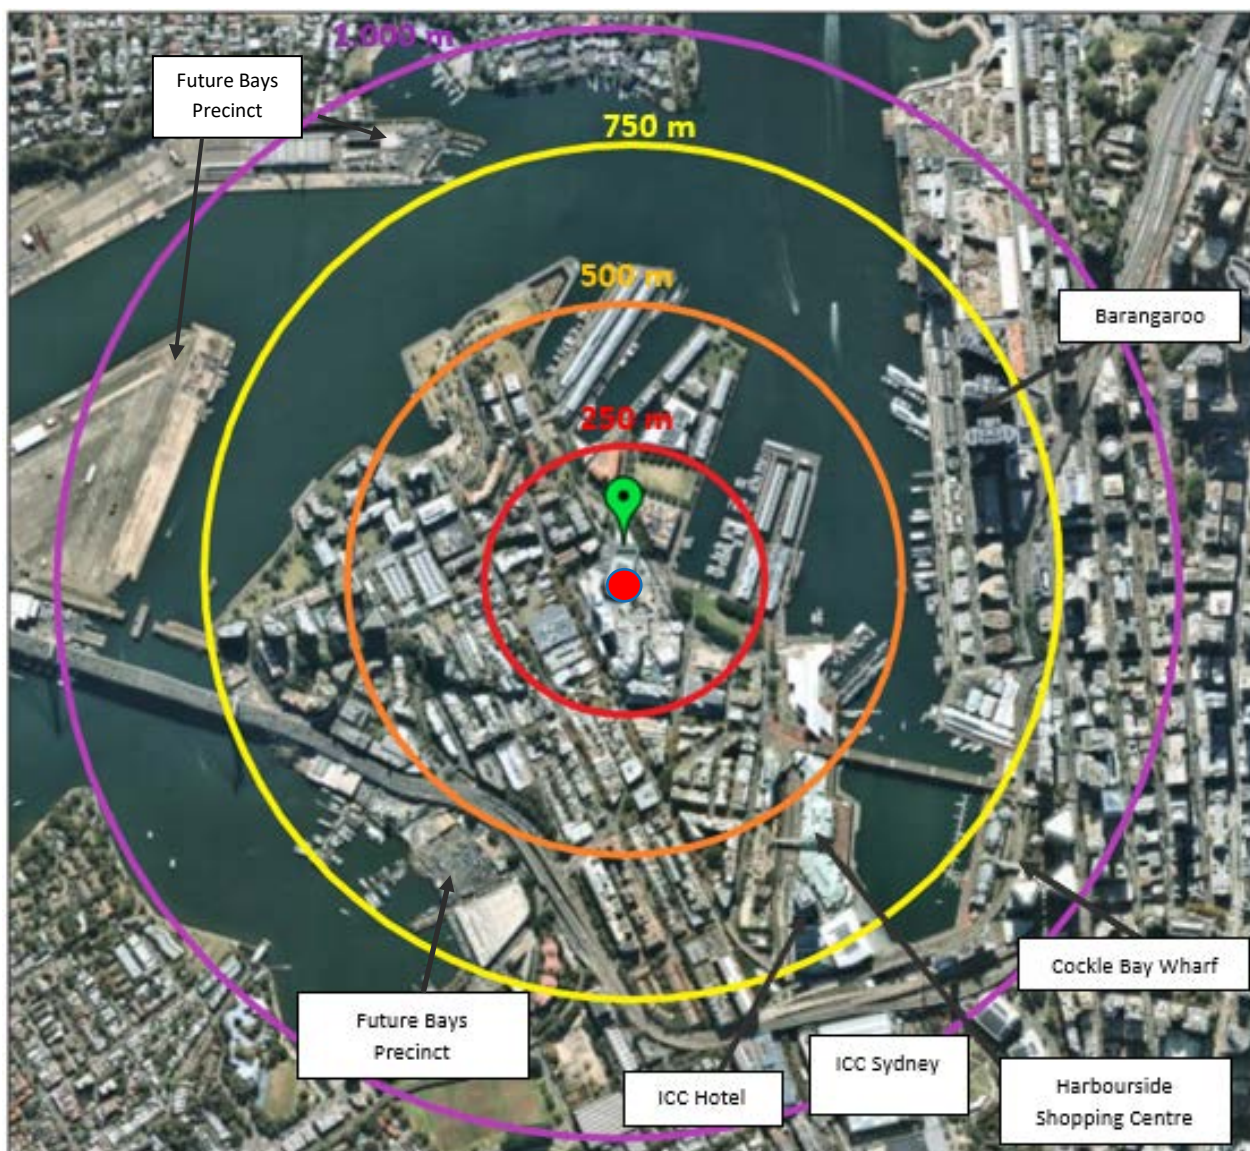 1,000 m
Future Bays
Precinct
750 m
500 m
Barangaroo
250 m
Cockle Bay Wharf
Future Bays
Precinct
ICC Sydney
ICC Hotel
Harbourside
Shopping Centre